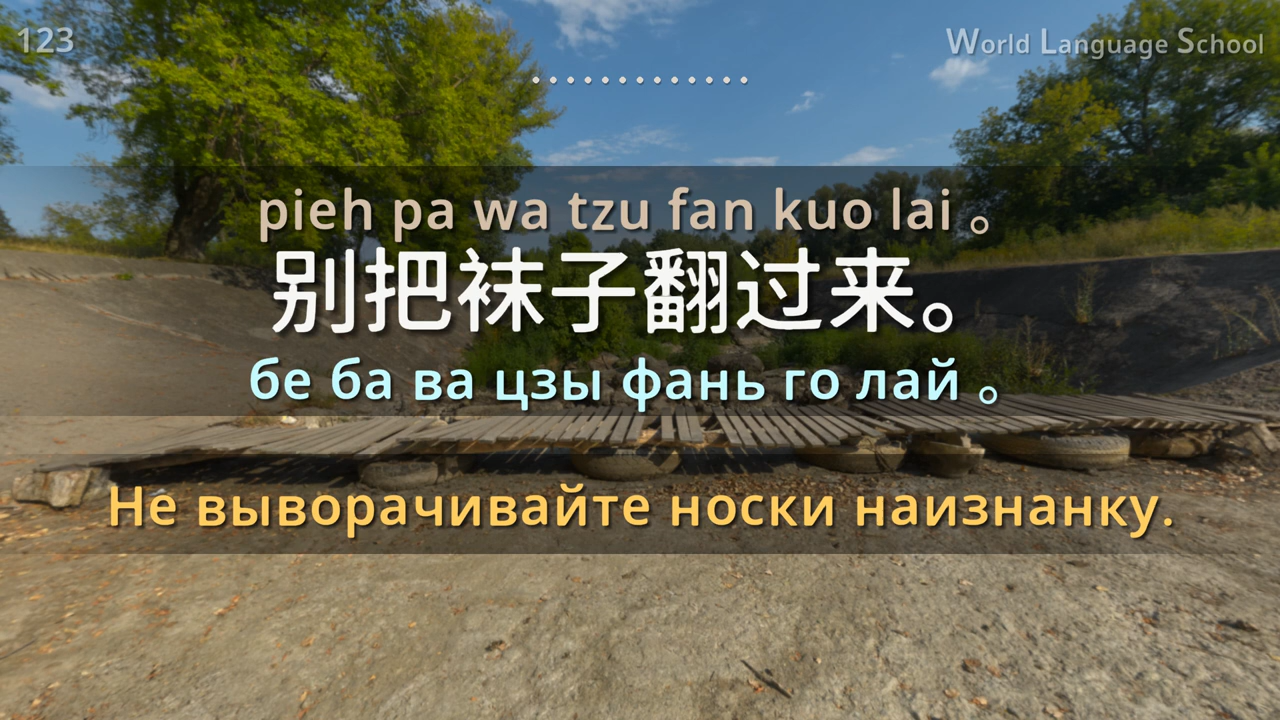 123
World Language School
pieh pa wa tzu fan kuo lai 。
别把袜子翻过来。
бе ба ва цзы фань го лай 。
Не выворачивайте носки наизнанку.